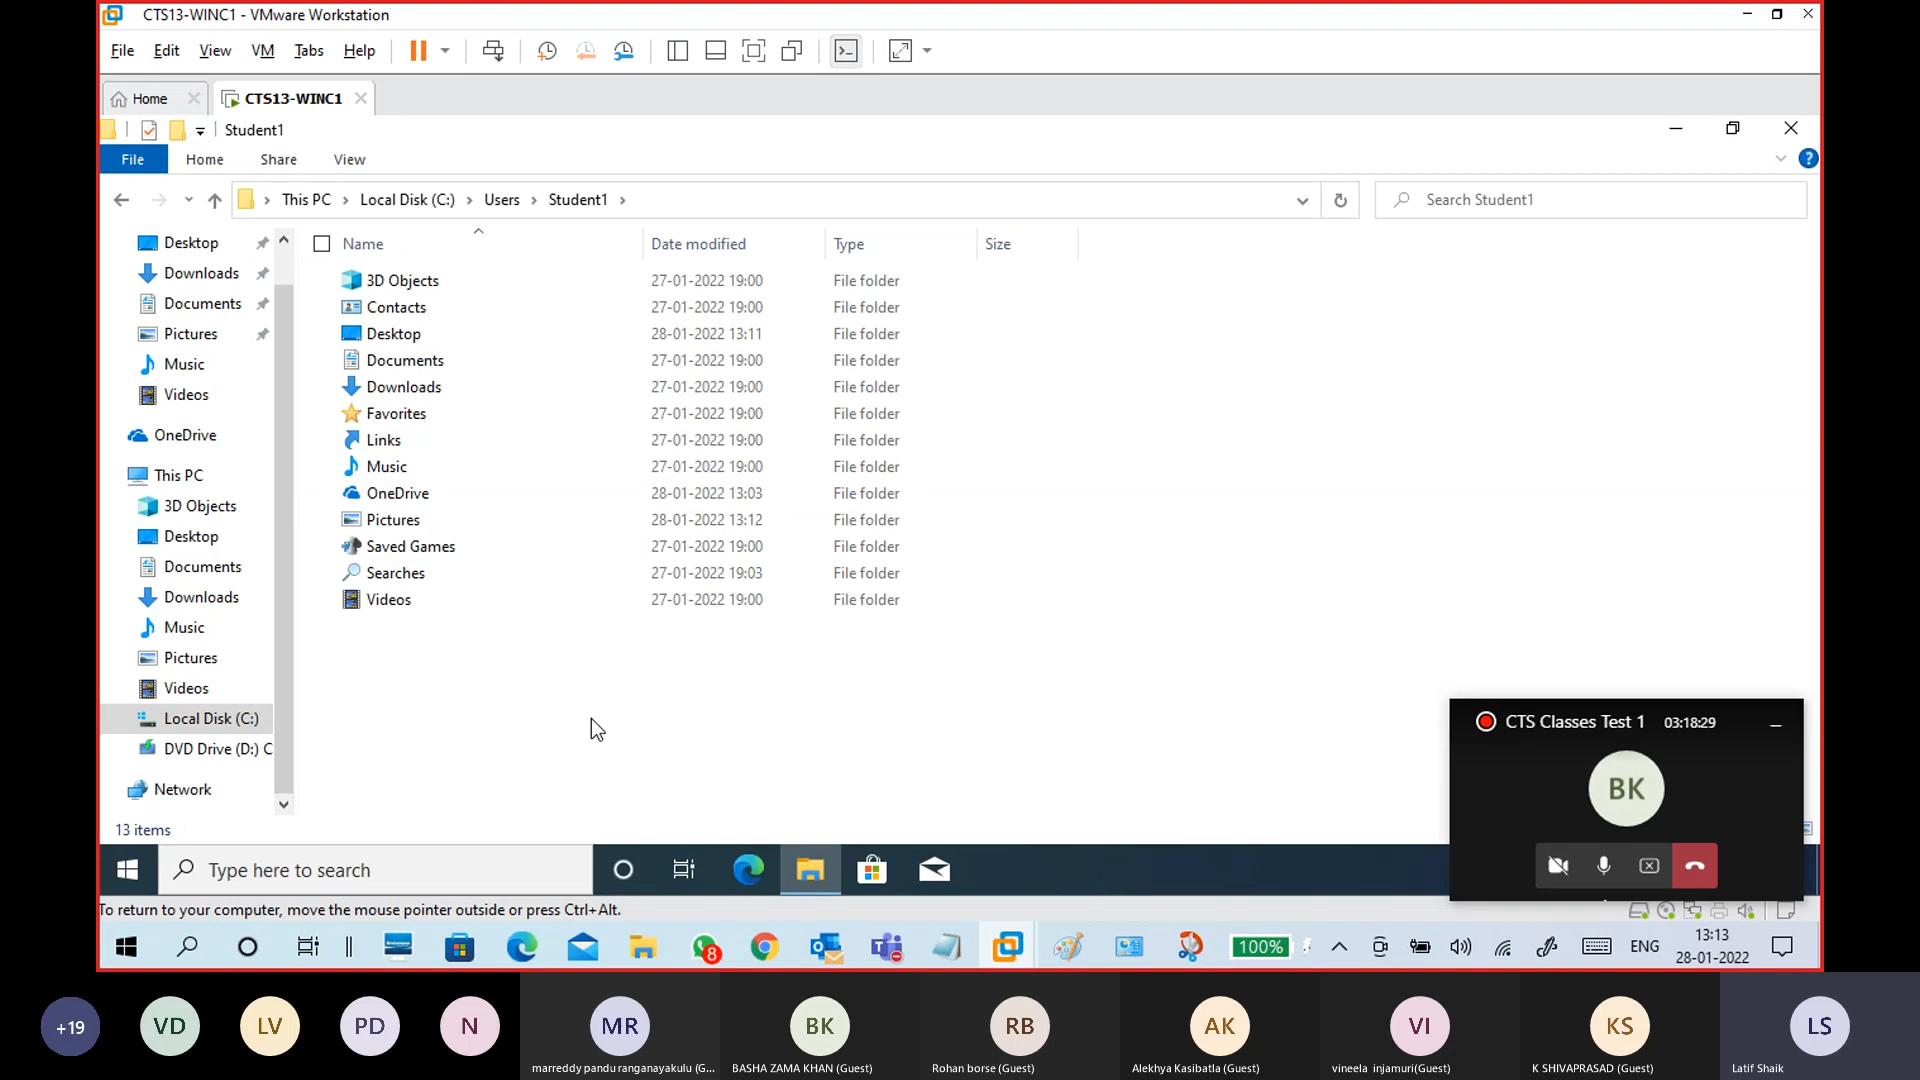 CTS13-WINC1 - VMware Workstation
File Edit View VM Tabs Help
Home CTS13-WINC1
Student1
File Home Share View
This PC Local Disk (C:) Users Student1
Search Student1
Name Date modified Type Size
Desktop
Downloads
Documents
Pictures
Music
Videos
OneDrive
This PC
3D Objects
Desktop
Documents
Downloads
Music
Pictures
Videos
Local Disk (C:)
DVD Drive (D:) C
Network
3D Objects 27-01-2022 19:00 File folder
Contacts 27-01-2022 19:00 File folder
Desktop 28-01-2022 13:11 File folder
Documents 27-01-2022 19:00 File folder
Downloads 27-01-2022 19:00 File folder
Favorites 27-01-2022 19:00 File folder
Links 27-01-2022 19:00 File folder
Music 27-01-2022 19:00 File folder
OneDrive 28-01-2022 13:03 File folder
Pictures 28-01-2022 13:12 File folder
Saved Games 27-01-2022 19:00 File folder
Searches 27-01-2022 19:03 File folder
Videos 27-01-2022 19:00 File folder
13 items
CTS Classes Test 1 03:18:29
BK
Type here to search
To return to your computer, move the mouse pointer outside or press Ctrl+Alt.
8
100%
ENG
13:13
28-01-2022
+19 VD LV PD N MR BK RB AK VI KS LS
marreddy pandu ranganayakulu (G... BASHA ZAMA KHAN (Guest) Rohan borse (Guest) Alekhya Kasibatla (Guest) vineela injamuri(Guest) K SHIVAPRASAD (Guest) Latif Shaik